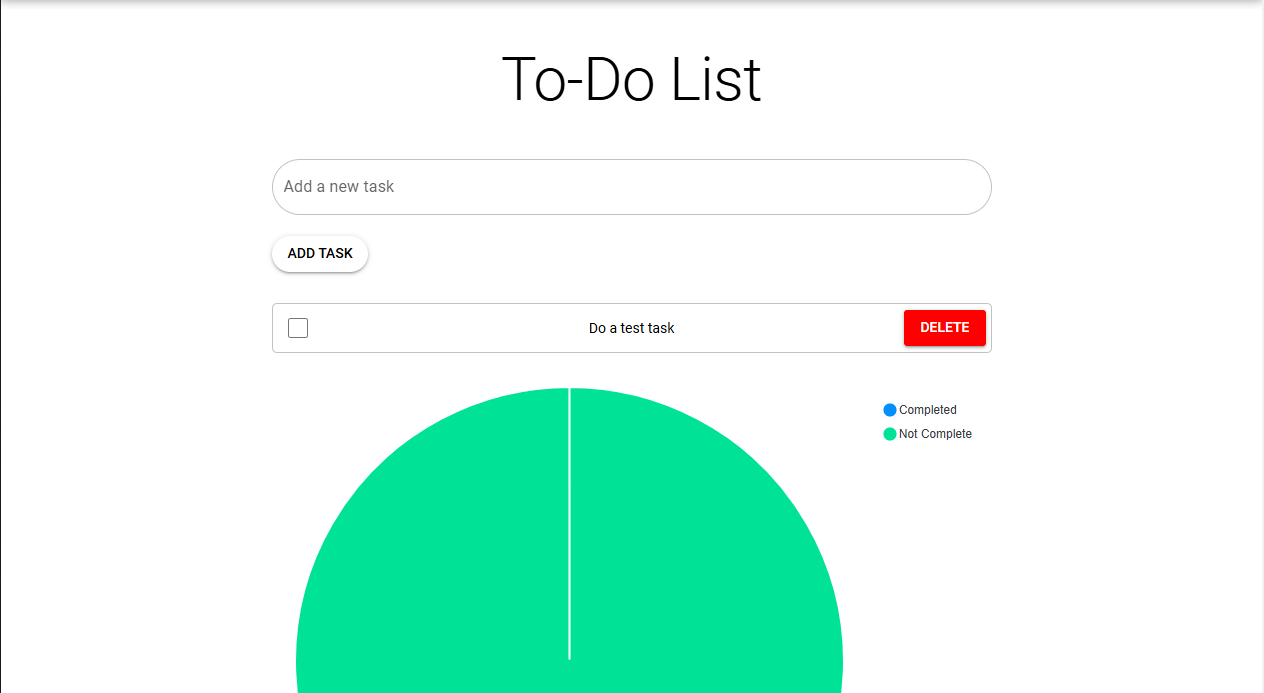 To-Do List
Add a new task
ADD TASK
Do a test task
DELETE
Completed
Not Complete